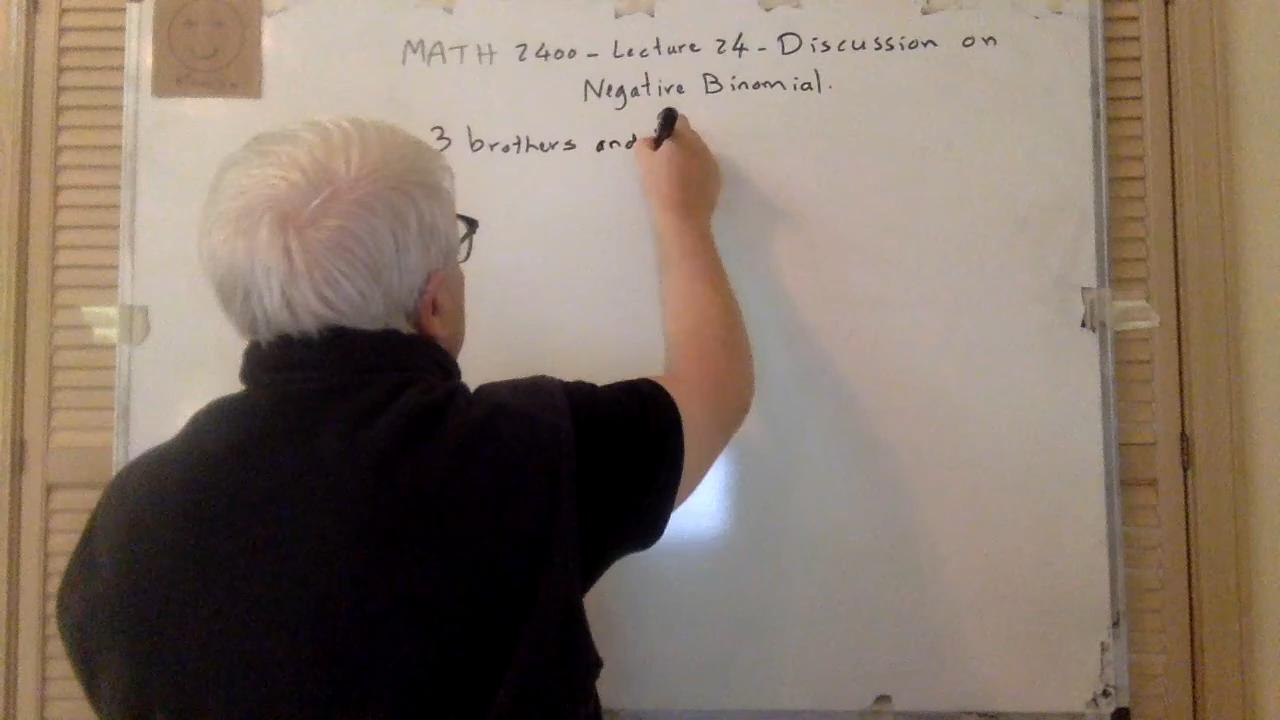 MATH 2400 - Lecture 24 - Discussion on
Negative Binomial.
3 brothers and